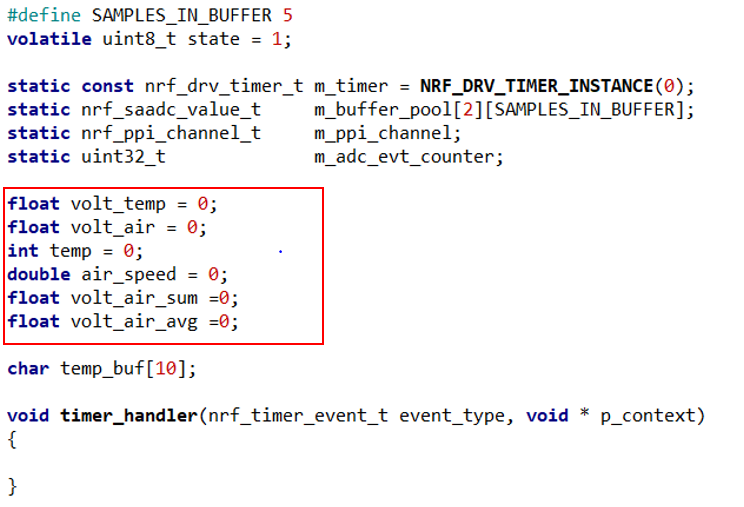 #define SAMPLES_IN_BUFFER 5
volatile uint8_t state = 1;
static const nrf_drv_timer_t m_timer = NRF_DRV_TIMER_INSTANCE(0);
static nrf_saadc_value_t     m_buffer_pool[2][SAMPLES_IN_BUFFER];
static nrf_ppi_channel_t     m_ppi_channel;
static uint32_t              m_adc_evt_counter;
float volt_temp = 0;
float volt_air = 0;
int temp = 0;
double air_speed = 0;
float volt_air_sum =0;
float volt_air_avg =0;
char temp_buf[10];
void timer_handler(nrf_timer_event_t event_type, void * p_context)
{
}